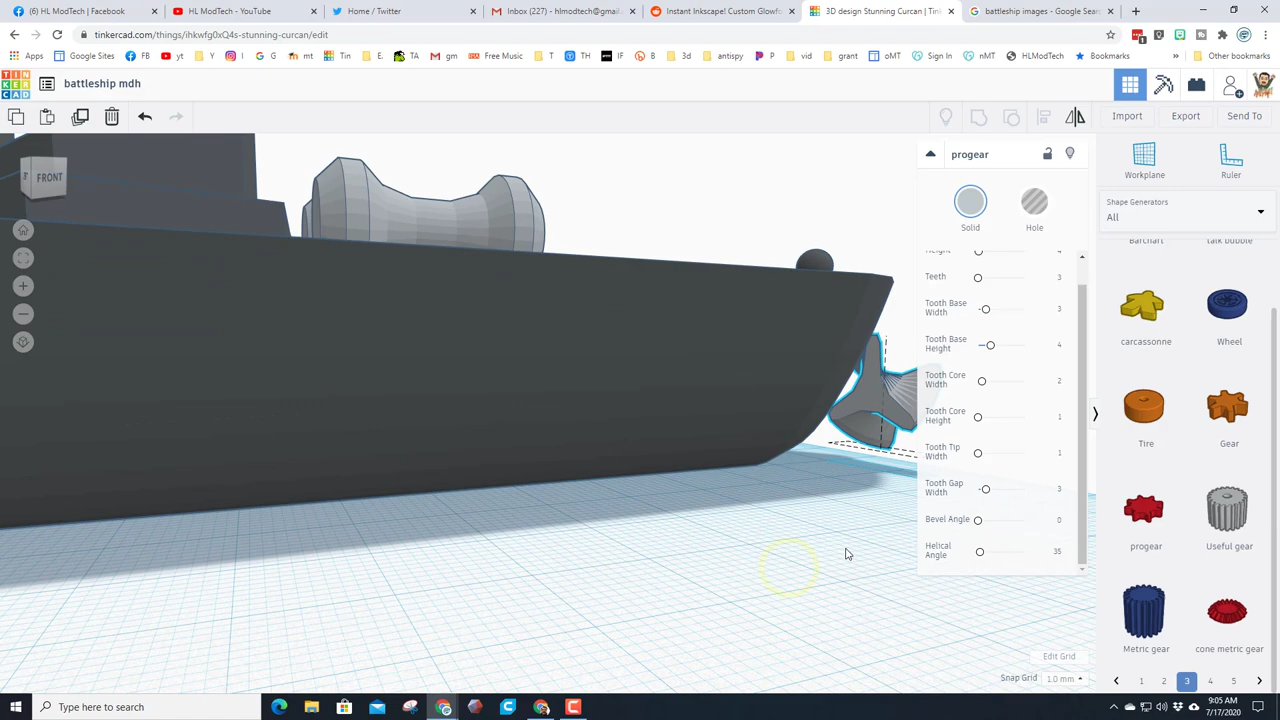 (6) HL ModTech | Facebook
HL ModTech - YouTube
Home / Twitter
Inbox (227) - hlmodtech@gmail.
Instant Inkscape! Custom Glowfo
3D design Stunning Curcan | Tin
battleship images - Google Sear
tinkercad.com/things/ihkwfg0xQ4s-stunning-curcan/edit
Apps
Google Sites
FB
yt
I
G
mt
Tin
E.
TA
gm
Free Music
T
TH
IF
B
3d
antispy
P
vid
grant
oMT
Sign In
nMT
HLModTech
Bookmarks
Other bookmarks
TIN
KER
CAD
battleship mdh
Import
Export
Send To
FRONT
progear
Solid
Hole
Height
4
Teeth
3
Tooth Base
Width
3
Tooth Base
Height
4
Tooth Core
Width
2
Tooth Core
Height
1
Tooth Tip
Width
1
Tooth Gap
Width
3
Bevel Angle
0
Helical
Angle
35
Workplane
Ruler
Shape Generators
All
Barchart
talk bubble
carcassonne
Wheel
Tire
Gear
progear
Useful gear
Metric gear
cone metric gear
Edit Grid
Snap Grid
1.0 mm
1
2
3
4
5
Type here to search
9:05 AM
7/17/2020